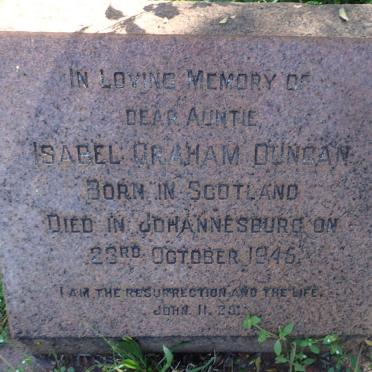 IN LOVING MEMORY OF
DEAR AUNTIE
ISABEL GRAHAM DUNCAN
BORN IN SCOTLAND
DIED IN JOHANNESBURG ON
23RD OCTOBER 1945.
I AM THE RESURRECTION AND THE LIFE.
JOHN. 11. 25.